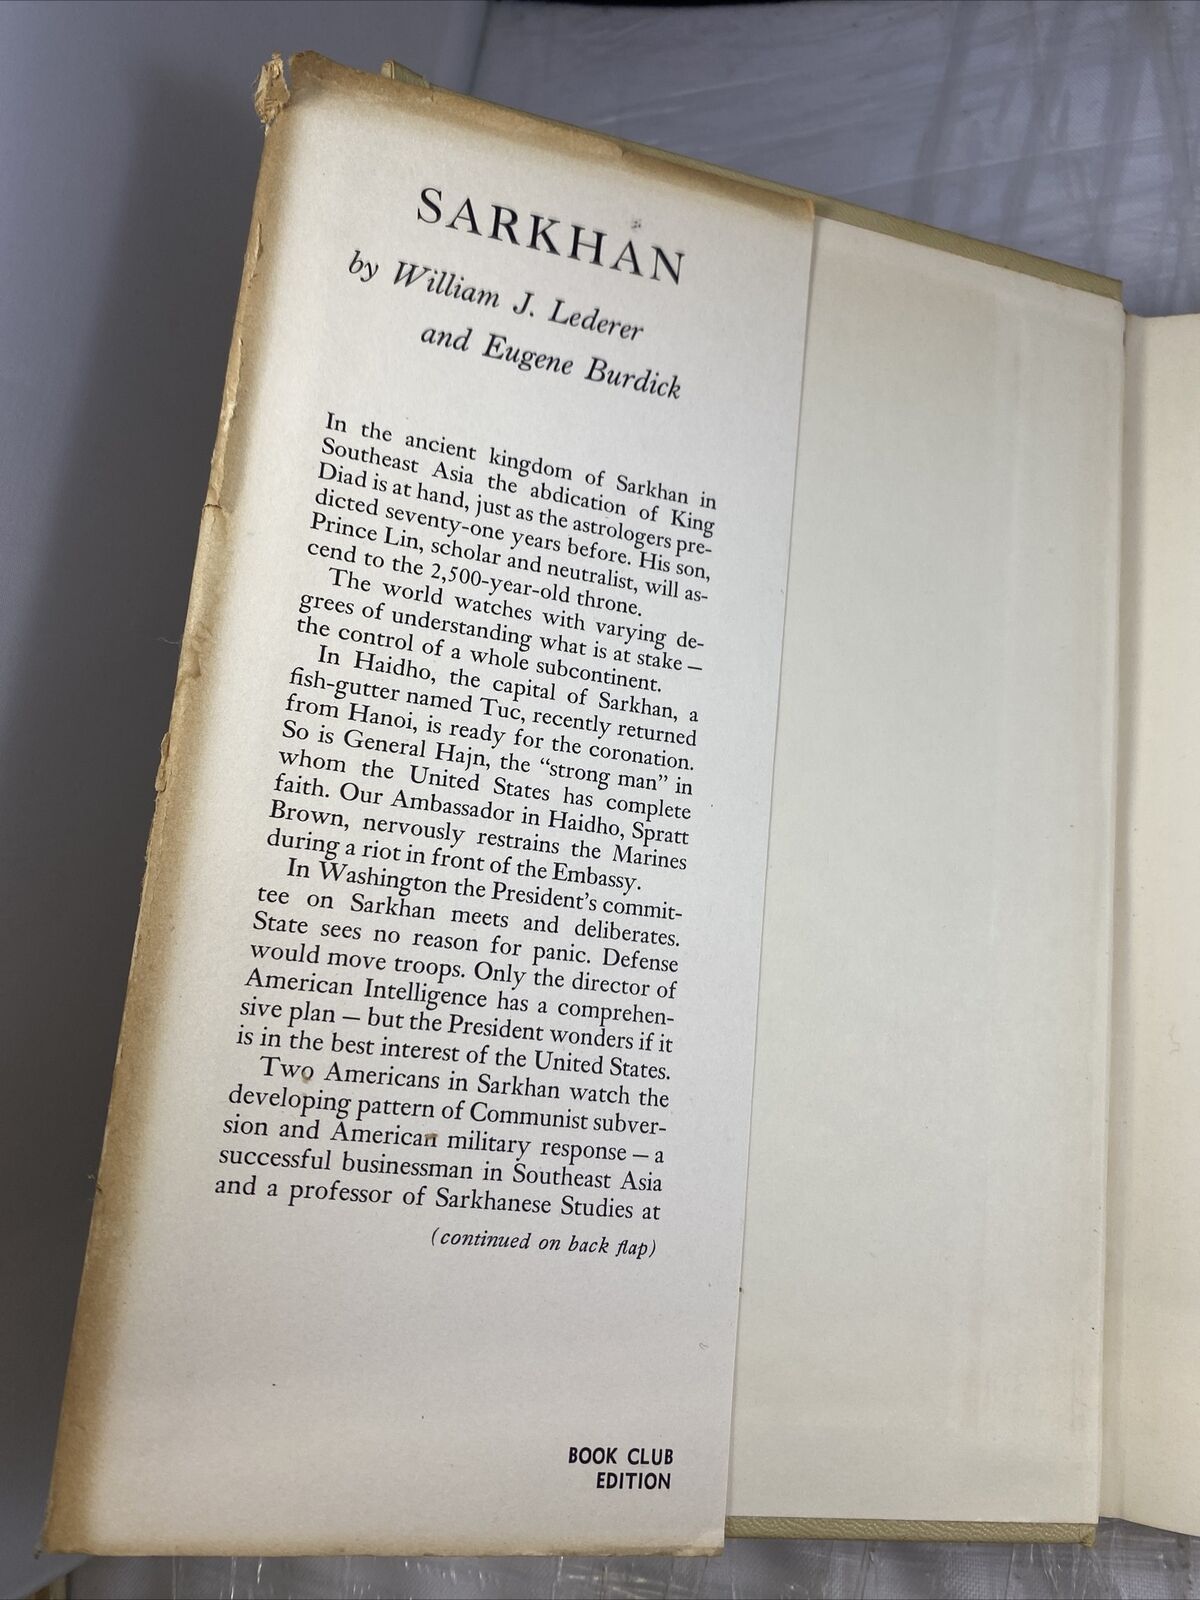 SARKHAN
by William J. Lederer
and Eugene Burdick
In the ancient kingdom of Sarkhan in
Southeast Asia the abdication of King
Diad is at hand, just as the astrologers pre-
dicted seventy-one years before. His son,
Prince Lin, scholar and neutralist, will as-
cend to the 2,500-year-old throne.
The world watches with varying de-
grees of understanding what is at stake —
the control of a whole subcontinent.
In Haidho, the capital of Sarkhan, a
fish-gutter named Tuc, recently returned
from Hanoi, is ready for the coronation.
So is General Hajn, the “strong man” in
whom the United States has complete
faith. Our Ambassador in Haidho, Spratt
Brown, nervously restrains the Marines
during a riot in front of the Embassy.
In Washington the President’s commit-
tee on Sarkhan meets and deliberates.
State sees no reason for panic. Defense
would move troops. Only the director of
American Intelligence has a comprehen-
sive plan — but the President wonders if it
is in the best interest of the United States.
Two Americans in Sarkhan watch the
developing pattern of Communist subver-
sion and American military response — a
successful businessman in Southeast Asia
and a professor of Sarkhanese Studies at
(continued on back flap)
BOOK CLUB
EDITION